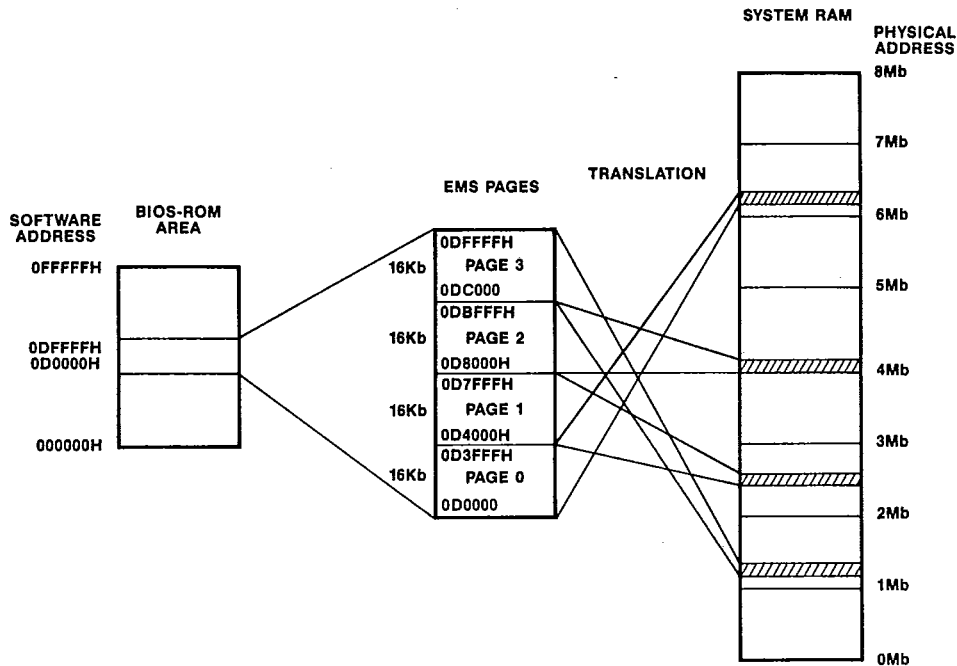 SYSTEM RAM
PHYSICAL
ADDRESS
8Mb
7Mb
TRANSLATION
EMS PAGES
6Mb
SOFTWARE
ADDRESS
BIOS-ROM
AREA
0FFFFFH
0DFFFFH
16Kb
PAGE 3
0DC000
5Mb
0DBFFFH
16Kb
PAGE 2
0DFFFFH
0D0000H
0D8000H
4Mb
0D7FFFH
16Kb
PAGE 1
0D4000H
000000H
3Mb
0D3FFFH
16Kb
PAGE 0
0D0000
2Mb
1Mb
0Mb